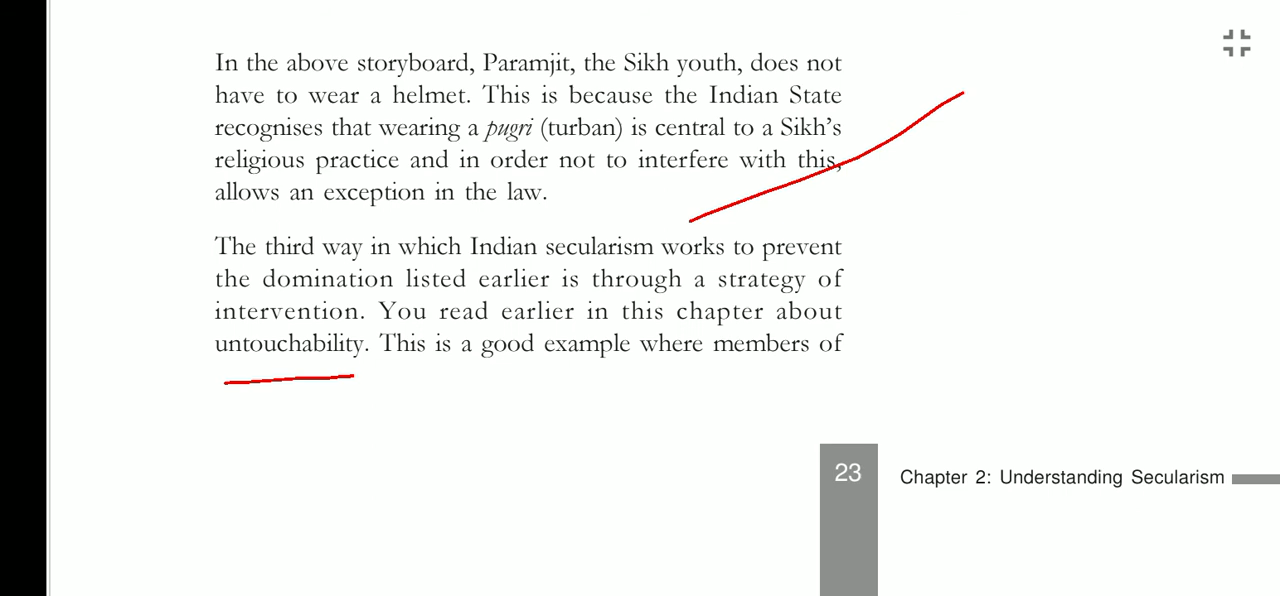 In the above storyboard, Paramjit, the Sikh youth, does not
have to wear a helmet. This is because the Indian State
recognises that wearing a pugri (turban) is central to a Sikh’s
religious practice and in order not to interfere with this,
allows an exception in the law.
The third way in which Indian secularism works to prevent
the domination listed earlier is through a strategy of
intervention. You read earlier in this chapter about
untouchability. This is a good example where members of
23
Chapter 2: Understanding Secularism